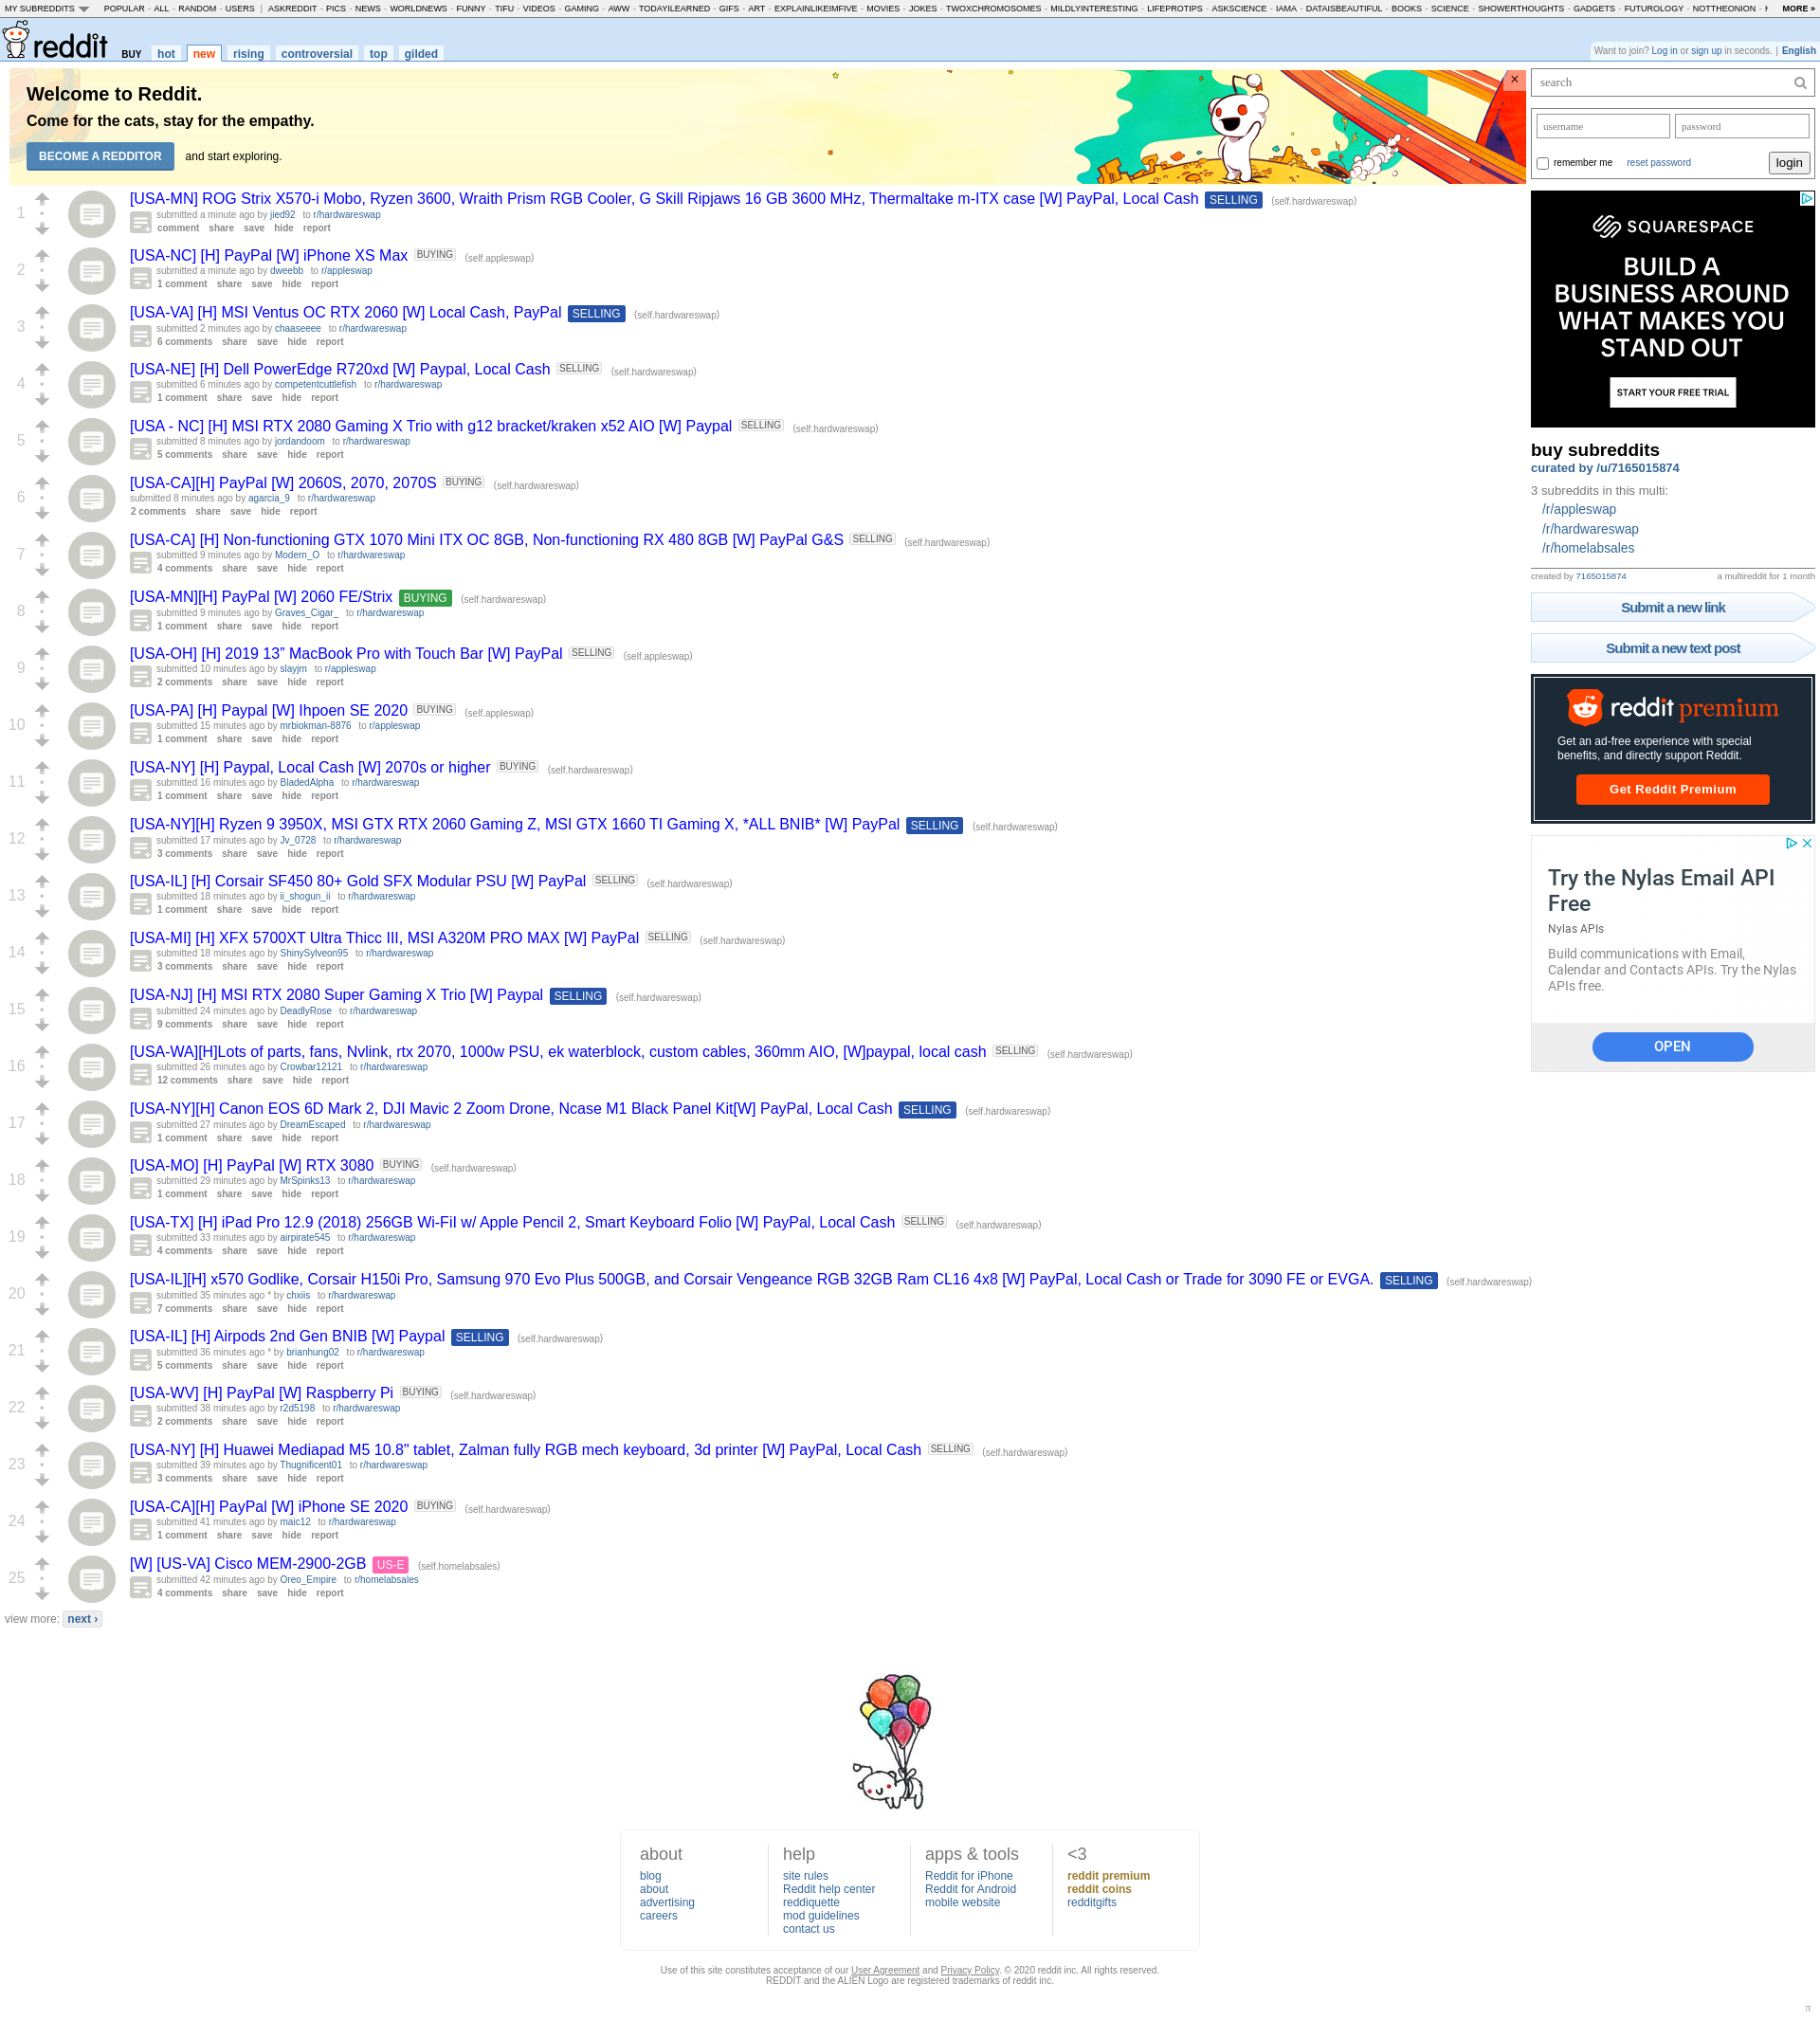 MY SUBREDDITS POPULAR - ALL - RANDOM - USERS | ASKREDDIT - PICS - NEWS - WORLDNEWS - FUNNY - TIFU - VIDEOS - GAMING - AWW - TODAYILEARNED - GIFS - ART - EXPLAINLIKEIMFIVE - MOVIES - JOKES - TWOXCHROMOSOMES - MILDLYINTERESTING - LIFEPROTIPS - ASKSCIENCE - IAMA - DATAISBEAUTIFUL - BOOKS - SCIENCE - SHOWERTHOUGHTS - GADGETS - FUTUROLOGY - NOTTHEONION - MORE »
reddit BUY hot new rising controversial top gilded
Want to join? Log in or sign up in seconds. | English
Welcome to Reddit.
Come for the cats, stay for the empathy.
BECOME A REDDITOR and start exploring.
×
1
[USA-MN] ROG Strix X570-i Mobo, Ryzen 3600, Wraith Prism RGB Cooler, G Skill Ripjaws 16 GB 3600 MHz, Thermaltake m-ITX case [W] PayPal, Local Cash SELLING (self.hardwareswap)
submitted a minute ago by jied92 to r/hardwareswap
comment share save hide report
2
[USA-NC] [H] PayPal [W] iPhone XS Max BUYING (self.appleswap)
submitted a minute ago by dweebb to r/appleswap
1 comment share save hide report
3
[USA-VA] [H] MSI Ventus OC RTX 2060 [W] Local Cash, PayPal SELLING (self.hardwareswap)
submitted 2 minutes ago by chaaseeee to r/hardwareswap
6 comments share save hide report
4
[USA-NE] [H] Dell PowerEdge R720xd [W] Paypal, Local Cash SELLING (self.hardwareswap)
submitted 6 minutes ago by competentcuttlefish to r/hardwareswap
1 comment share save hide report
5
[USA - NC] [H] MSI RTX 2080 Gaming X Trio with g12 bracket/kraken x52 AIO [W] Paypal SELLING (self.hardwareswap)
submitted 8 minutes ago by jordandoom to r/hardwareswap
5 comments share save hide report
6
[USA-CA][H] PayPal [W] 2060S, 2070, 2070S BUYING (self.hardwareswap)
submitted 8 minutes ago by agarcia_9 to r/hardwareswap
2 comments share save hide report
7
[USA-CA] [H] Non-functioning GTX 1070 Mini ITX OC 8GB, Non-functioning RX 480 8GB [W] PayPal G&S SELLING (self.hardwareswap)
submitted 9 minutes ago by Modern_O to r/hardwareswap
4 comments share save hide report
8
[USA-MN][H] PayPal [W] 2060 FE/Strix BUYING (self.hardwareswap)
submitted 9 minutes ago by Graves_Cigar_ to r/hardwareswap
1 comment share save hide report
9
[USA-OH] [H] 2019 13” MacBook Pro with Touch Bar [W] PayPal SELLING (self.appleswap)
submitted 10 minutes ago by slayjm to r/appleswap
2 comments share save hide report
10
[USA-PA] [H] Paypal [W] Ihpoen SE 2020 BUYING (self.appleswap)
submitted 15 minutes ago by mrbiokman-8876 to r/appleswap
1 comment share save hide report
11
[USA-NY] [H] Paypal, Local Cash [W] 2070s or higher BUYING (self.hardwareswap)
submitted 16 minutes ago by BladedAlpha to r/hardwareswap
1 comment share save hide report
12
[USA-NY][H] Ryzen 9 3950X, MSI GTX RTX 2060 Gaming Z, MSI GTX 1660 TI Gaming X, *ALL BNIB* [W] PayPal SELLING (self.hardwareswap)
submitted 17 minutes ago by Jv_0728 to r/hardwareswap
3 comments share save hide report
13
[USA-IL] [H] Corsair SF450 80+ Gold SFX Modular PSU [W] PayPal SELLING (self.hardwareswap)
submitted 18 minutes ago by ii_shogun_ii to r/hardwareswap
1 comment share save hide report
14
[USA-MI] [H] XFX 5700XT Ultra Thicc III, MSI A320M PRO MAX [W] PayPal SELLING (self.hardwareswap)
submitted 18 minutes ago by ShinySylveon95 to r/hardwareswap
3 comments share save hide report
15
[USA-NJ] [H] MSI RTX 2080 Super Gaming X Trio [W] Paypal SELLING (self.hardwareswap)
submitted 24 minutes ago by DeadlyRose to r/hardwareswap
9 comments share save hide report
16
[USA-WA][H]Lots of parts, fans, Nvlink, rtx 2070, 1000w PSU, ek waterblock, custom cables, 360mm AIO, [W]paypal, local cash SELLING (self.hardwareswap)
submitted 26 minutes ago by Crowbar12121 to r/hardwareswap
12 comments share save hide report
17
[USA-NY][H] Canon EOS 6D Mark 2, DJI Mavic 2 Zoom Drone, Ncase M1 Black Panel Kit[W] PayPal, Local Cash SELLING (self.hardwareswap)
submitted 27 minutes ago by DreamEscaped to r/hardwareswap
1 comment share save hide report
18
[USA-MO] [H] PayPal [W] RTX 3080 BUYING (self.hardwareswap)
submitted 29 minutes ago by MrSpinks13 to r/hardwareswap
1 comment share save hide report
19
[USA-TX] [H] iPad Pro 12.9 (2018) 256GB Wi-FiI w/ Apple Pencil 2, Smart Keyboard Folio [W] PayPal, Local Cash SELLING (self.hardwareswap)
submitted 33 minutes ago by airpirate545 to r/hardwareswap
4 comments share save hide report
20
[USA-IL][H] x570 Godlike, Corsair H150i Pro, Samsung 970 Evo Plus 500GB, and Corsair Vengeance RGB 32GB Ram CL16 4x8 [W] PayPal, Local Cash or Trade for 3090 FE or EVGA. SELLING (self.hardwareswap)
submitted 35 minutes ago * by chxiis to r/hardwareswap
7 comments share save hide report
21
[USA-IL] [H] Airpods 2nd Gen BNIB [W] Paypal SELLING (self.hardwareswap)
submitted 36 minutes ago * by brianhung02 to r/hardwareswap
5 comments share save hide report
22
[USA-WV] [H] PayPal [W] Raspberry Pi BUYING (self.hardwareswap)
submitted 38 minutes ago by r2d5198 to r/hardwareswap
2 comments share save hide report
23
[USA-NY] [H] Huawei Mediapad M5 10.8" tablet, Zalman fully RGB mech keyboard, 3d printer [W] PayPal, Local Cash SELLING (self.hardwareswap)
submitted 39 minutes ago by Thugnificent01 to r/hardwareswap
3 comments share save hide report
24
[USA-CA][H] PayPal [W] iPhone SE 2020 BUYING (self.hardwareswap)
submitted 41 minutes ago by maic12 to r/hardwareswap
1 comment share save hide report
25
[W] [US-VA] Cisco MEM-2900-2GB US-E (self.homelabsales)
submitted 42 minutes ago by Oreo_Empire to r/homelabsales
4 comments share save hide report
view more: next ›
search
username password
remember me reset password login
SQUARESPACE
BUILD A
BUSINESS AROUND
WHAT MAKES YOU
STAND OUT
START YOUR FREE TRIAL
buy subreddits
curated by /u/7165015874
3 subreddits in this multi:
/r/appleswap
/r/hardwareswap
/r/homelabsales
created by 7165015874 a multireddit for 1 month
Submit a new link
Submit a new text post
reddit premium
Get an ad-free experience with special
benefits, and directly support Reddit.
Get Reddit Premium
Try the Nylas Email API
Free
Nylas APIs
Build communications with Email,
Calendar and Contacts APIs. Try the Nylas
APIs free.
OPEN
about
blog
about
advertising
careers
help
site rules
Reddit help center
reddiquette
mod guidelines
contact us
apps & tools
Reddit for iPhone
Reddit for Android
mobile website
<3
reddit premium
reddit coins
redditgifts
Use of this site constitutes acceptance of our User Agreement and Privacy Policy. © 2020 reddit inc. All rights reserved.
REDDIT and the ALIEN Logo are registered trademarks of reddit inc.
π